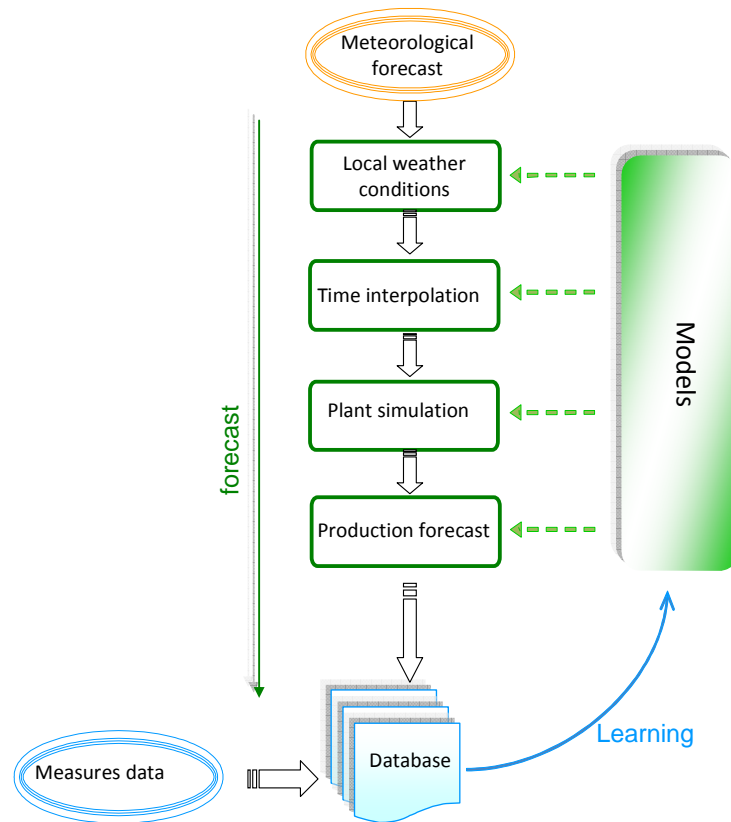 Meteorological
forecast
Local weather
conditions
Time interpolation
Models
Plant simulation
forecast
Production forecast
Learning
Database
Measures data